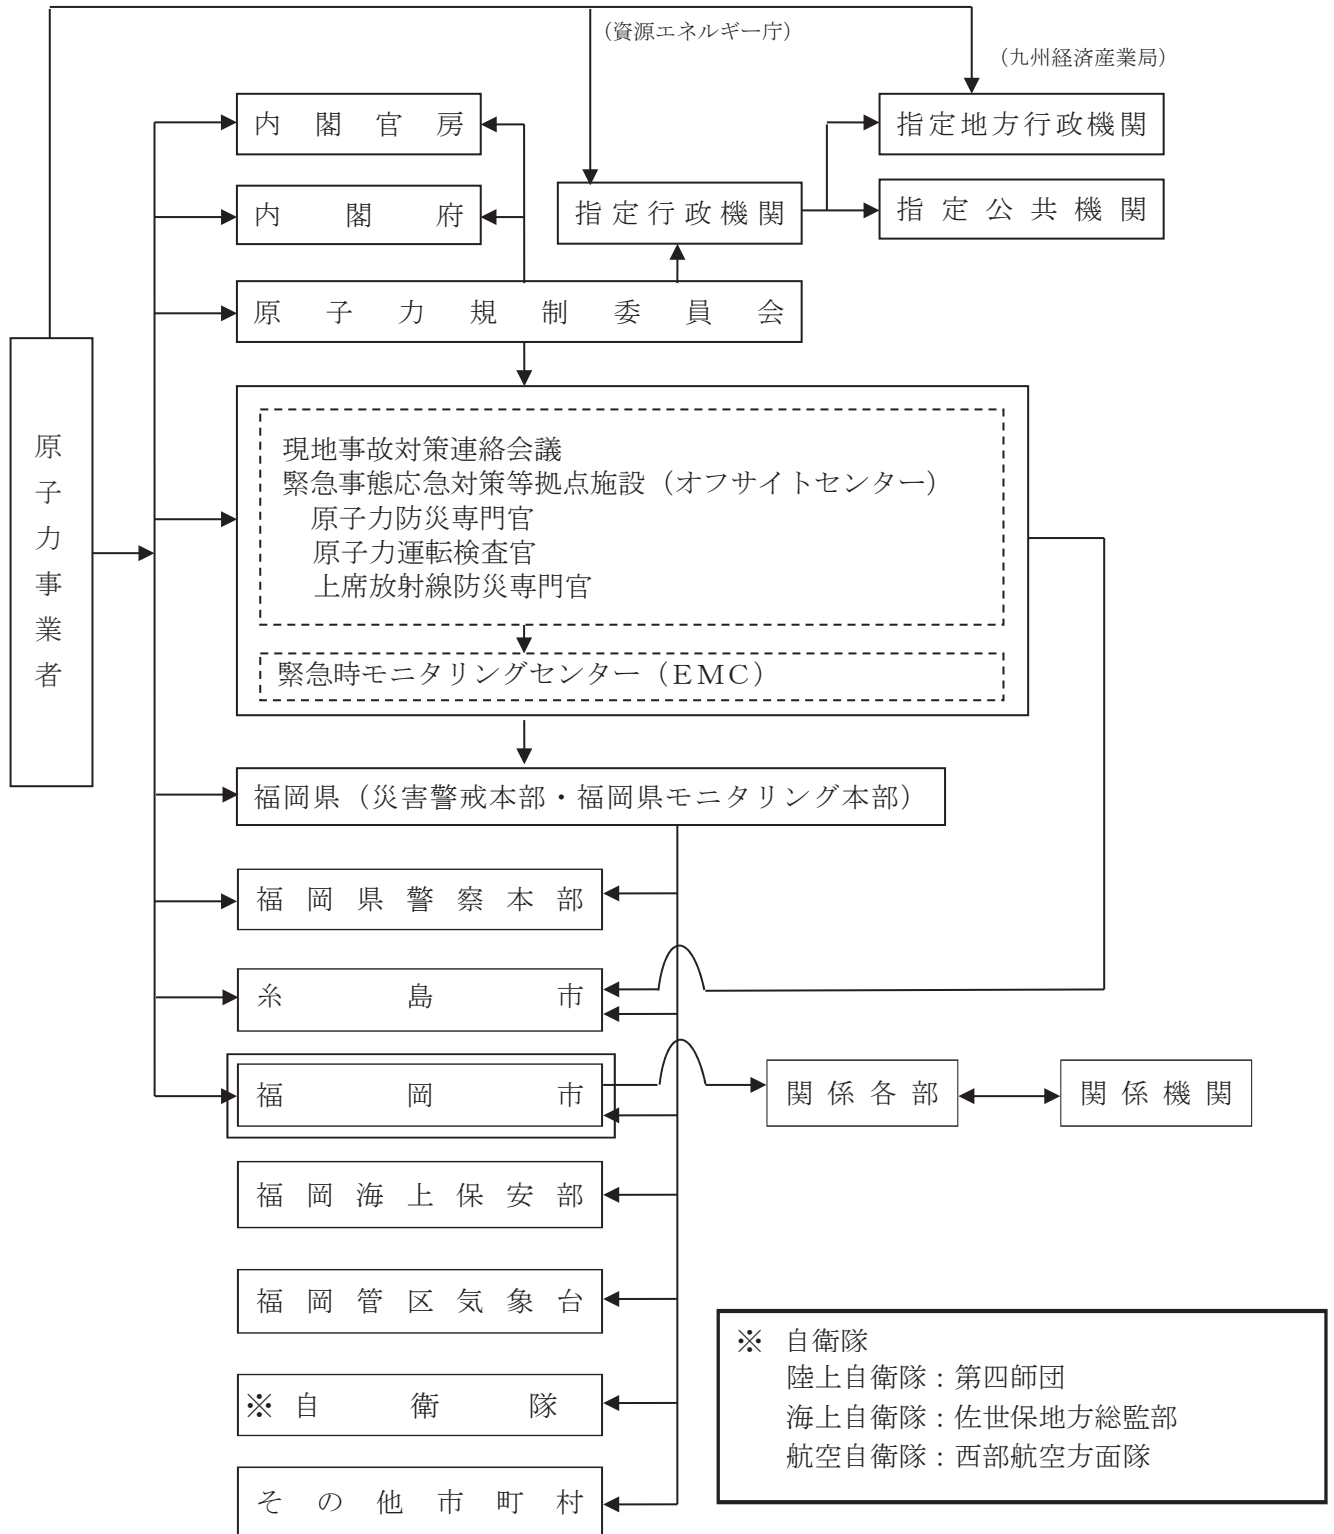 （資源エネルギー庁）
（九州経済産業局）
内閣官房
指定地方行政機関
内閣府
指定行政機関
指定公共機関
原子力規制委員会
原子力事業者
現地事故対策連絡会議
緊急事態応急対策等拠点施設（オフサイトセンター）
原子力防災専門官
原子力運転検査官
上席放射線防災専門官
緊急時モニタリングセンター（ＥＭＣ）
福岡県（災害警戒本部・福岡県モニタリング本部）
福岡県警察本部
糸島市
福岡市
関係各部
関係機関
福岡海上保安部
福岡管区気象台
※自衛隊
その他市町村
※ 自衛隊
陸上自衛隊：第四師団
海上自衛隊：佐世保地方総監部
航空自衛隊：西部航空方面隊